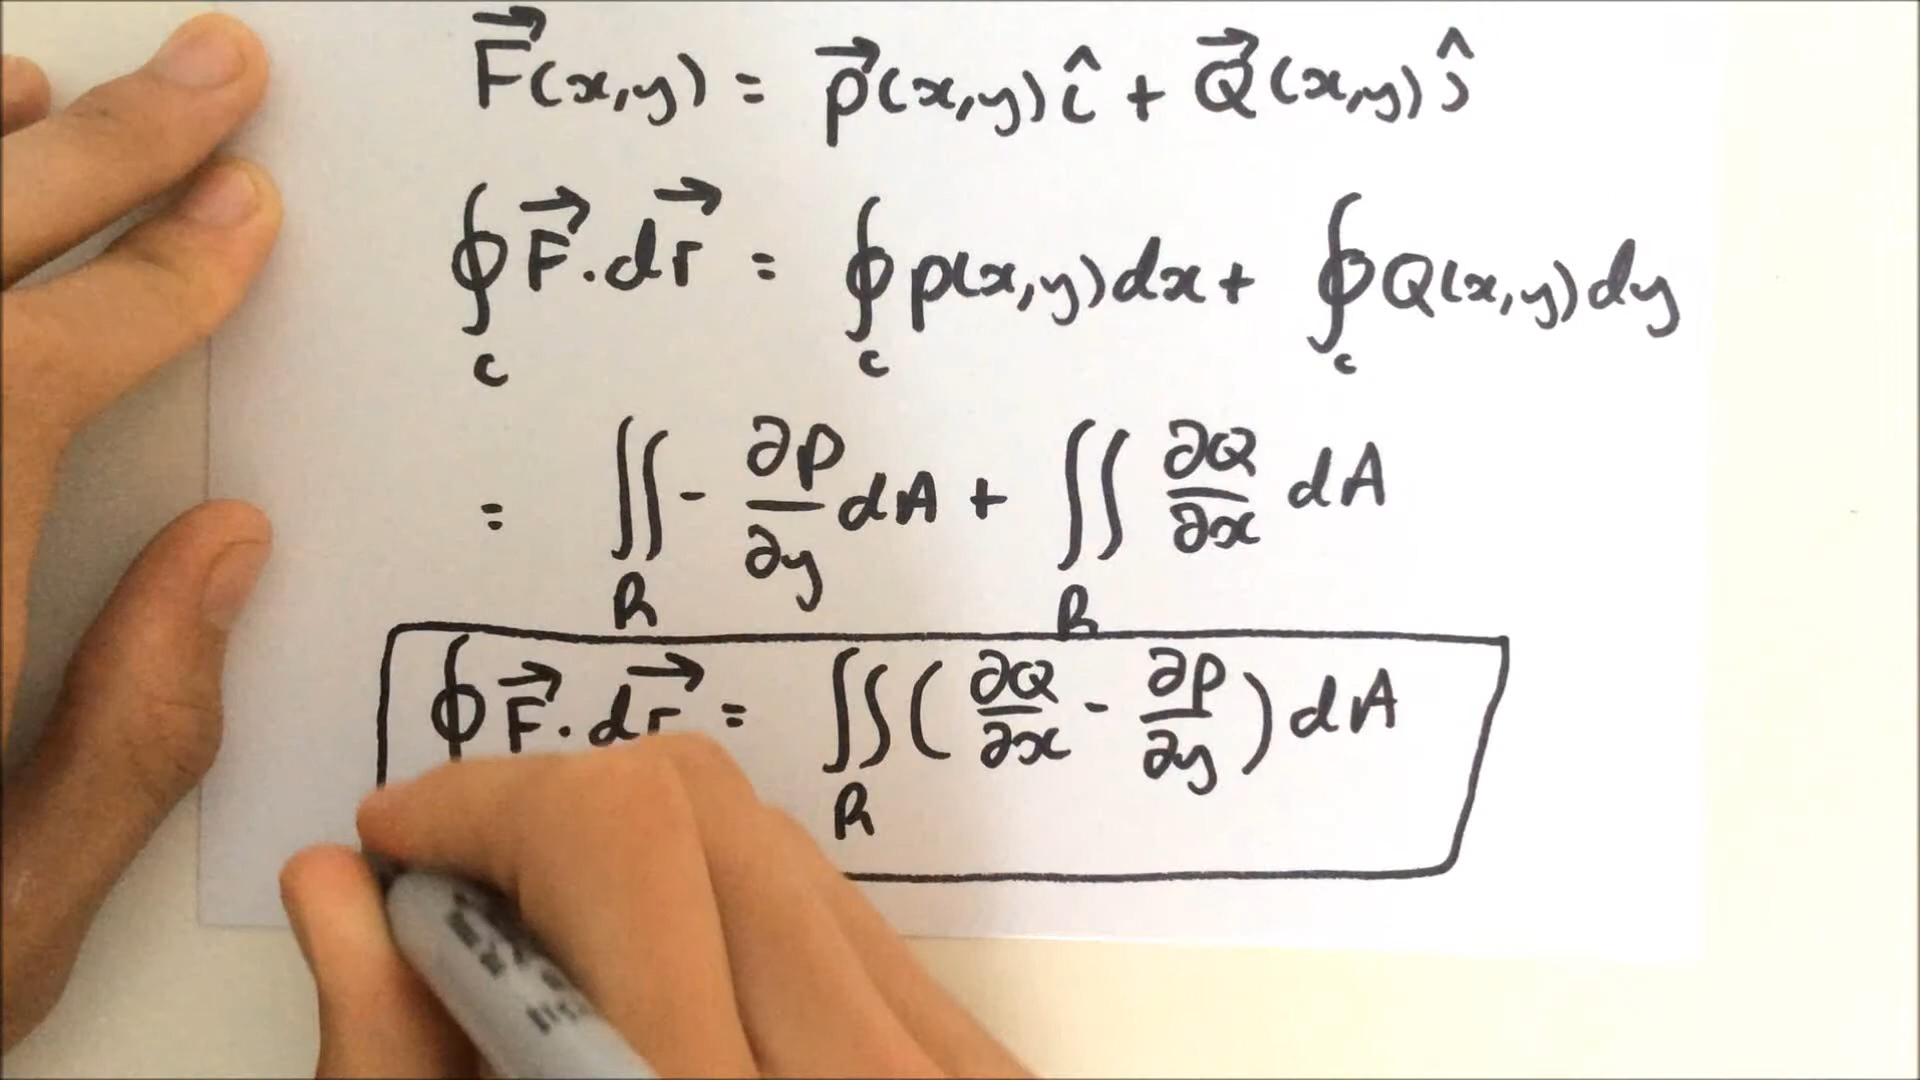 F⃗(x,y) = P⃗(x,y) î + Q⃗(x,y) ĵ
∮_C F⃗ . dr⃗ = ∮_C P(x,y) dx + ∮_C Q(x,y) dy
= ∬_R - ∂P/∂y dA + ∬_R ∂Q/∂x dA
∮ F⃗ . dr⃗ = ∬_R ( ∂Q/∂x - ∂P/∂y ) dA